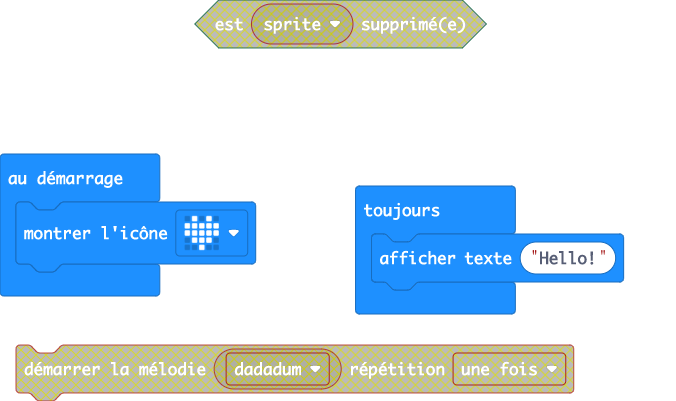 est sprite supprimé(e)
au démarrage
montrer l'icône
toujours
afficher texte "Hello!"
démarrer la mélodie dadadum répétition une fois